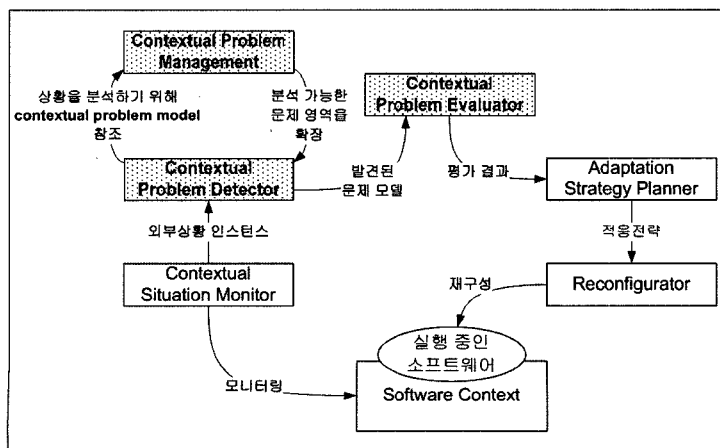 Contextual Problem
Management
상황을 분석하기 위해
contextual problem model
참조
분석 가능한
문제 영역을
확장
Contextual
Problem Evaluator
Contextual
Problem Detector
발견된
문제 모델
평가 결과
Adaptation
Strategy Planner
외부상황 인스턴스
적응전략
Contextual
Situation Monitor
재구성
Reconfigurator
실행 중인
소프트웨어
모니터링
Software Context